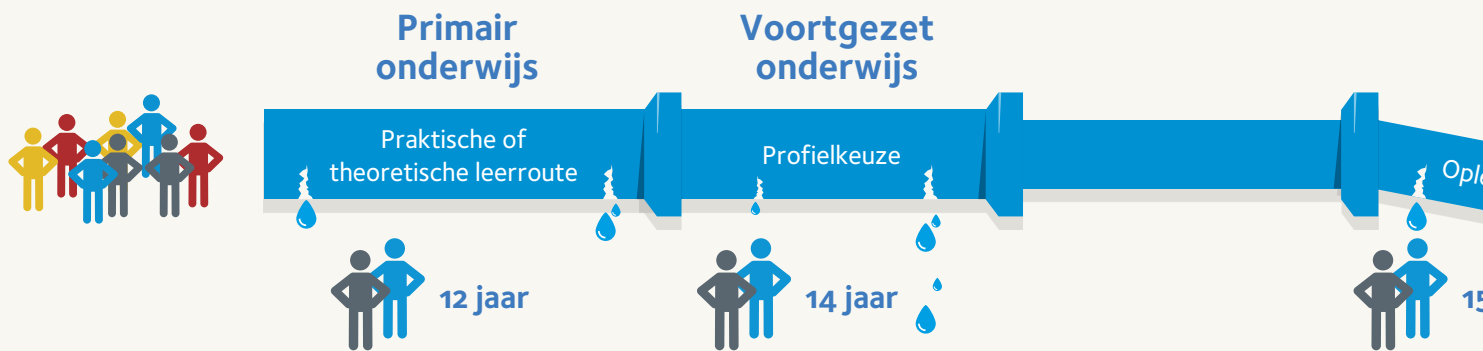 Primair
onderwijs
Voortgezet
onderwijs
Praktische of
theoretische leerroute
Profielkeuze
12 jaar
14 jaar